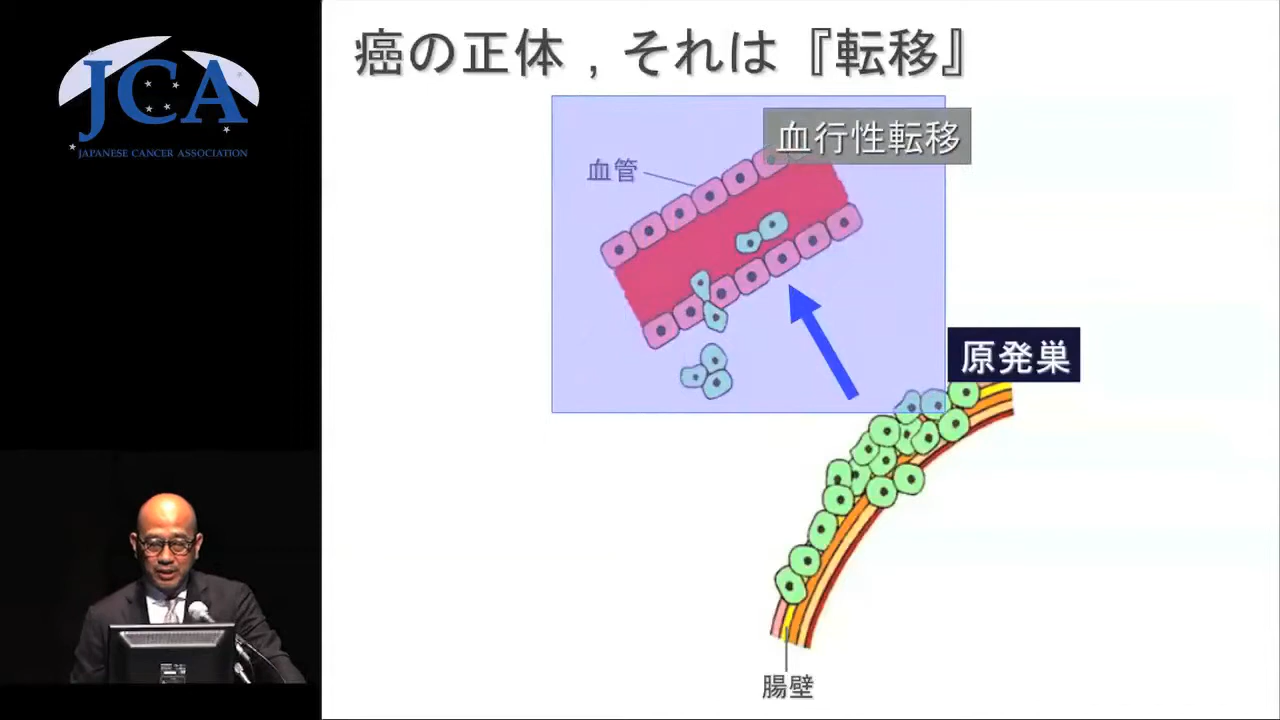 JCA
JAPANESE CANCER ASSOCIATION
癌の正体，それは『転移』
血行性転移
血管
原発巣
腸壁